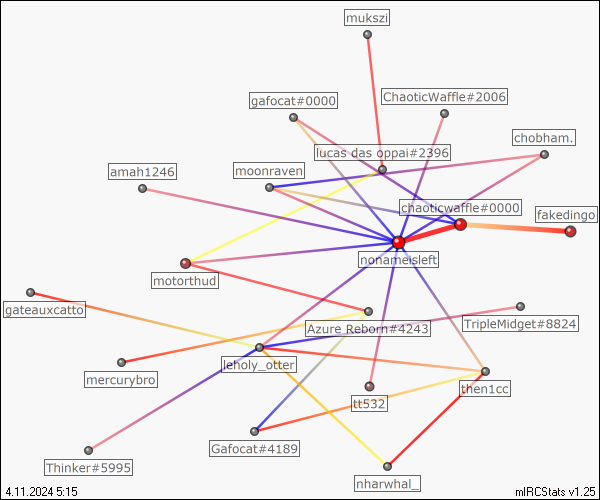 mukszi
gafocat#0000
ChaoticWaffle#2006
chobham.
lucas das oppai#2396
amah1246
moonraven
chaoticwaffle#0000
fakedingo
nonameisleft
motorthud
gateauxcatto
Azure Reborn#4243
TripleMidget#8824
leholy_otter
mercurybro
then1cc
tt532
Gafocat#4189
Thinker#5995
nharwhal_
4.11.2024 5:15
mIRCStats v1.25